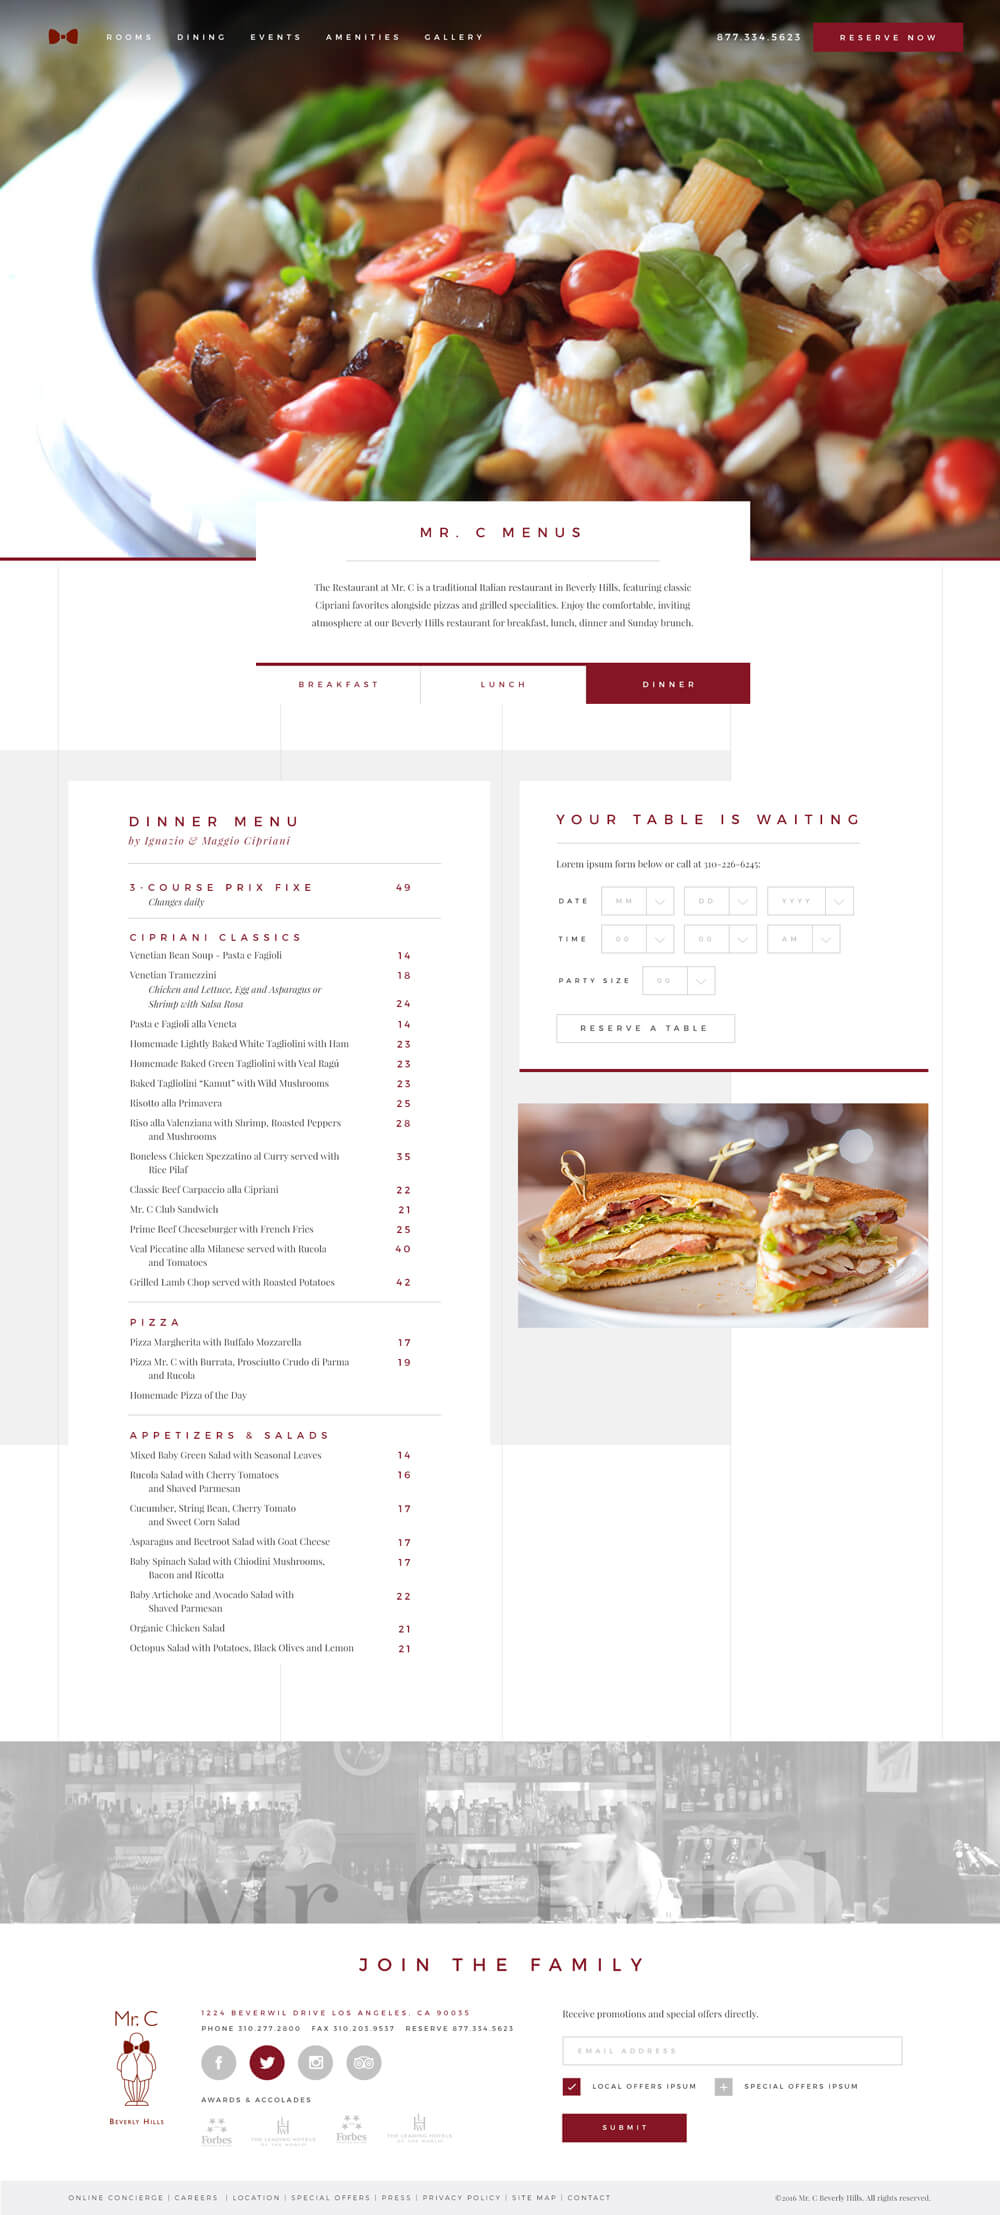 ROOMS DINING EVENTS AMENITIES GALLERY 877.334.5623 RESERVE NOW
MR. C MENUS
The Restaurant at Mr. C is a traditional Italian restaurant in Beverly Hills, featuring classic
Cipriani favorites alongside pizzas and grilled specialities. Enjoy the comfortable, inviting
atmosphere at our Beverly Hills restaurant for breakfast, lunch, dinner and Sunday brunch.
BREAKFAST LUNCH DINNER
DINNER MENU
by Ignazio & Maggio Cipriani
3-COURSE PRIX FIXE 49
Changes daily
CIPRIANI CLASSICS
Venetian Bean Soup - Pasta e Fagioli 14
Venetian Tramezzini 18
Chicken and Lettuce, Egg and Asparagus or
Shrimp with Salsa Rosa 24
Pasta e Fagioli alla Veneta 14
Homemade Lightly Baked White Tagliolini with Ham 23
Homemade Baked Green Tagliolini with Veal Ragú 23
Baked Tagliolini “Kamut” with Wild Mushrooms 23
Risotto alla Primavera 25
Riso alla Valenziana with Shrimp, Roasted Peppers 28
and Mushrooms
Boneless Chicken Spezzatino al Curry served with 35
Rice Pilaf
Classic Beef Carpaccio alla Cipriani 22
Mr. C Club Sandwich 21
Prime Beef Cheeseburger with French Fries 25
Veal Piccatine alla Milanese served with Rucola 40
and Tomatoes
Grilled Lamb Chop served with Roasted Potatoes 42
PIZZA
Pizza Margherita with Buffalo Mozzarella 17
Pizza Mr. C with Burrata, Prosciutto Crudo di Parma 19
and Rucola
Homemade Pizza of the Day
APPETIZERS & SALADS
Mixed Baby Green Salad with Seasonal Leaves 14
Rucola Salad with Cherry Tomatoes 16
and Shaved Parmesan
Cucumber, String Bean, Cherry Tomato 17
and Sweet Corn Salad
Asparagus and Beetroot Salad with Goat Cheese 17
Baby Spinach Salad with Chiodini Mushrooms, 17
Bacon and Ricotta
Baby Artichoke and Avocado Salad with 22
Shaved Parmesan
Organic Chicken Salad 21
Octopus Salad with Potatoes, Black Olives and Lemon 21
YOUR TABLE IS WAITING
Lorem ipsum form below or call at 310-226-6245:
DATE MM DD YYYY
TIME 00 00 AM
PARTY SIZE 00
RESERVE A TABLE
Mr. C Hotel
JOIN THE FAMILY
Mr. C
BEVERLY HILLS
1224 BEVERWIL DRIVE LOS ANGELES, CA 90035
PHONE 310.277.2800 FAX 310.203.9537 RESERVE 877.334.5623
AWARDS & ACCOLADES
Forbes
THE LEADING HOTELS
OF THE WORLD
Forbes
THE LEADING HOTELS
OF THE WORLD
Receive promotions and special offers directly.
EMAIL ADDRESS
LOCAL OFFERS IPSUM SPECIAL OFFERS IPSUM
SUBMIT
ONLINE CONCIERGE | CAREERS | LOCATION | SPECIAL OFFERS | PRESS | PRIVACY POLICY | SITE MAP | CONTACT
©2016 Mr. C Beverly Hills. All rights reserved.